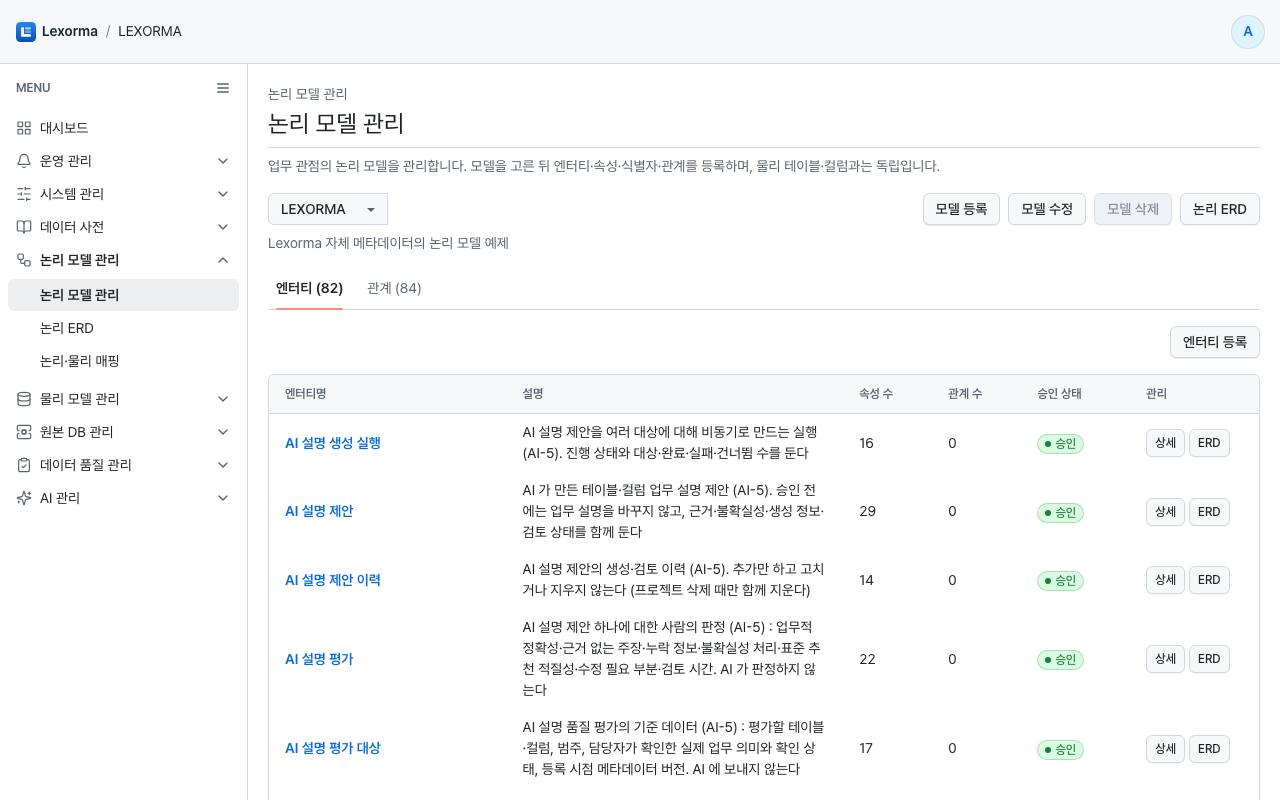 Lexorma / LEXORMA
A
MENU
대시보드
운영 관리
시스템 관리
데이터 사전
논리 모델 관리
논리 모델 관리
논리 ERD
논리·물리 매핑
물리 모델 관리
원본 DB 관리
데이터 품질 관리
AI 관리
논리 모델 관리
논리 모델 관리
업무 관점의 논리 모델을 관리합니다. 모델을 고른 뒤 엔터티·속성·식별자·관계를 등록하며, 물리 테이블·컬럼과는 독립입니다.
LEXORMA 모델 등록 모델 수정 모델 삭제 논리 ERD
Lexorma 자체 메타데이터의 논리 모델 예제
엔터티 (82) 관계 (84)
엔터티 등록
엔터티명 설명 속성 수 관계 수 승인 상태 관리
AI 설명 생성 실행
AI 설명 제안을 여러 대상에 대해 비동기로 만드는 실행
(AI-5). 진행 상태와 대상·완료·실패·건너뜀 수를 둔다
16 0 승인 상세 ERD
AI 설명 제안
AI 가 만든 테이블·컬럼 업무 설명 제안 (AI-5). 승인 전
에는 업무 설명을 바꾸지 않고, 근거·불확실성·생성 정보·
검토 상태를 함께 둔다
29 0 승인 상세 ERD
AI 설명 제안 이력
AI 설명 제안의 생성·검토 이력 (AI-5). 추가만 하고 고치
거나 지우지 않는다 (프로젝트 삭제 때만 함께 지운다)
14 0 승인 상세 ERD
AI 설명 평가
AI 설명 제안 하나에 대한 사람의 판정 (AI-5) : 업무적
정확성·근거 없는 주장·누락 정보·불확실성 처리·표준 추
천 적절성·수정 필요 부분·검토 시간. AI 가 판정하지 않
는다
22 0 승인 상세 ERD
AI 설명 평가 대상
AI 설명 품질 평가의 기준 데이터 (AI-5) : 평가할 테이블
·컬럼, 범주, 담당자가 확인한 실제 업무 의미와 확인 상
태, 등록 시점 메타데이터 버전. AI 에 보내지 않는다
17 0 승인 상세 ERD